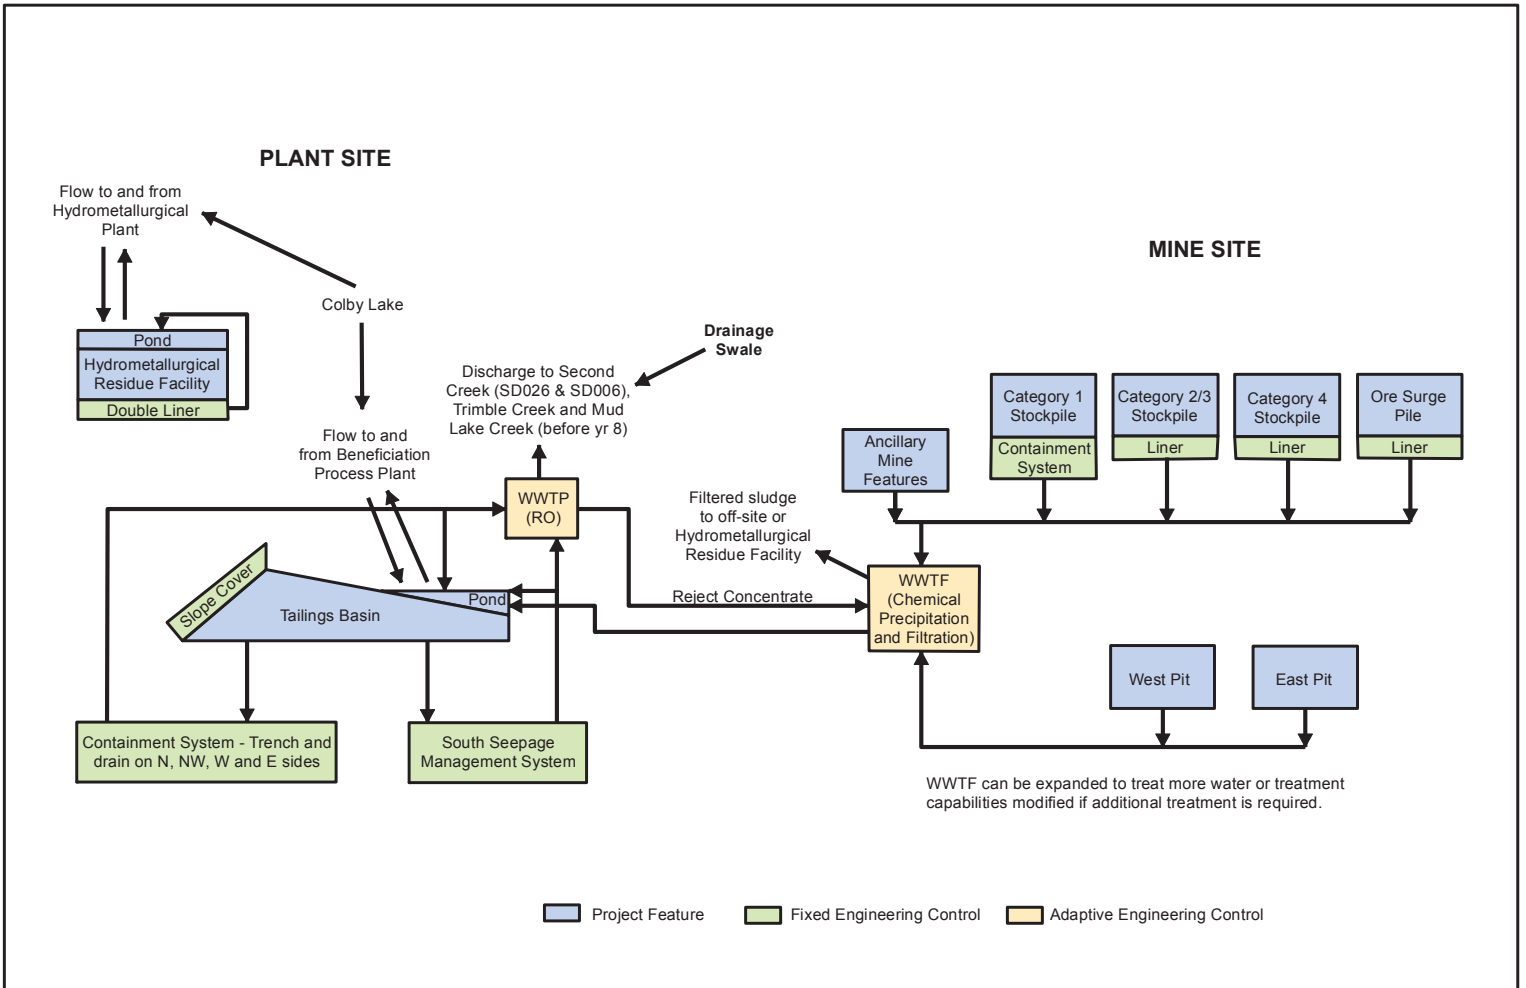 PLANT SITE
Flow to and from
Hydrometallurgical
Plant
Colby Lake
Pond
Hydrometallurgical
Residue Facility
Double Liner
Drainage
Swale
Discharge to Second
Creek (SD026 & SD006),
Trimble Creek and Mud
Lake Creek (before yr 8)
Flow to and
from Beneficiation
Process Plant
WWTP
(RO)
Slope Cover
Tailings Basin
Pond
Containment System - Trench and
drain on N, NW, W and E sides
South Seepage
Management System
MINE SITE
Category 1
Stockpile
Containment
System
Category 2/3
Stockpile
Liner
Category 4
Stockpile
Liner
Ore Surge
Pile
Liner
Ancillary
Mine
Features
Filtered sludge
to off-site or
Hydrometallurgical
Residue Facility
Reject Concentrate
WWTF
(Chemical
Precipitation
and Filtration)
West Pit
East Pit
WWTF can be expanded to treat more water or treatment
capabilities modified if additional treatment is required.
Project Feature
Fixed Engineering Control
Adaptive Engineering Control